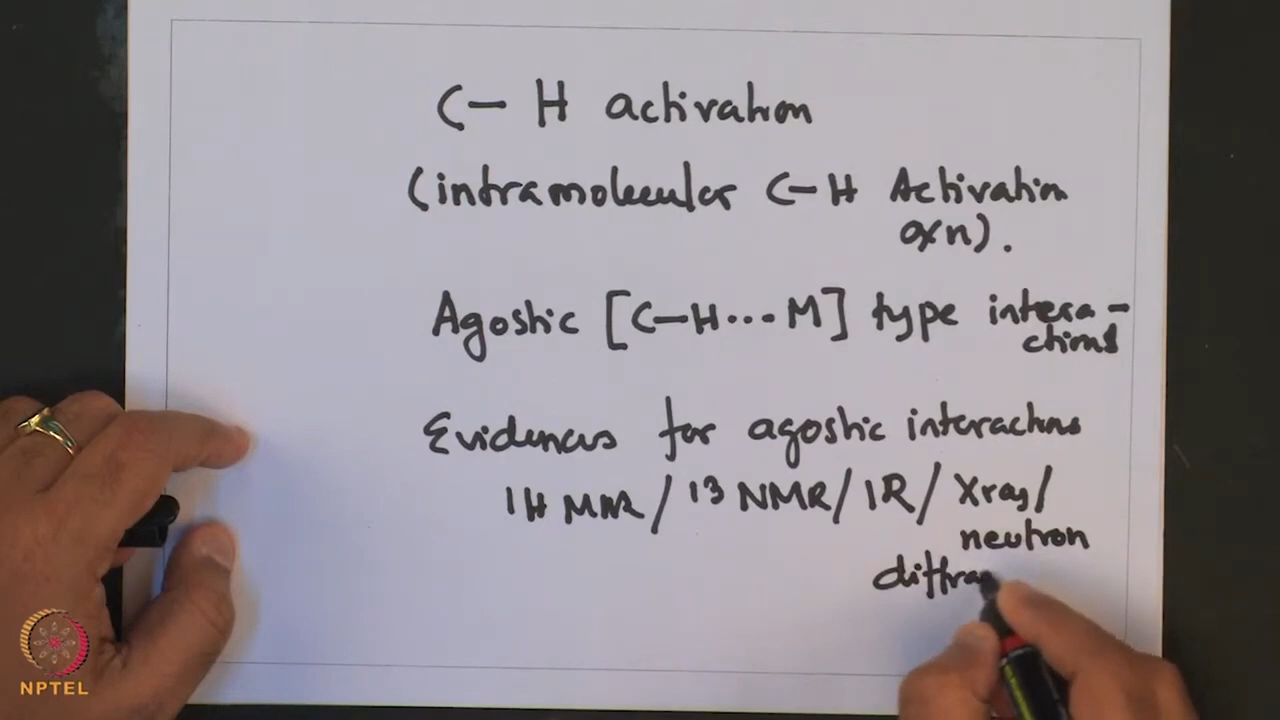 C– H activation
(intramolecular C–H Activation
rxn).
Agostic [C–H...M] type intera-
ctions
Evidences for agostic interactions
1H NMR / 13 NMR / IR / Xray /
neutron
diffrac
NPTEL